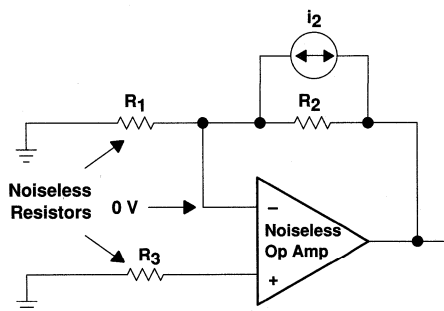 i2
R1
R2
Noiseless
Resistors
0 V
−
Noiseless
Op Amp
R3
+